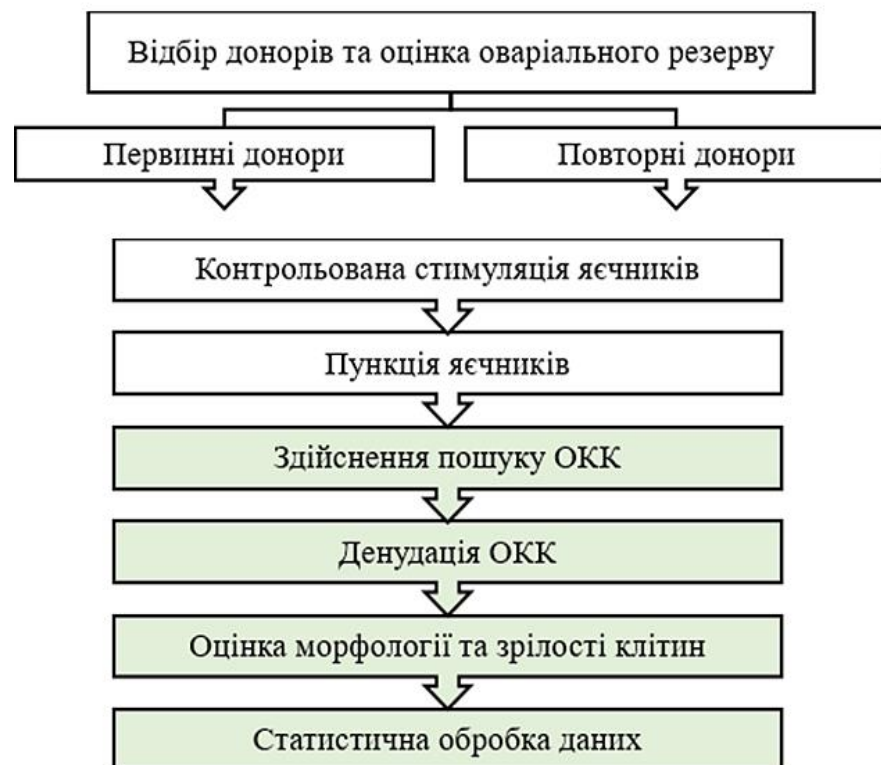 Відбір донорів та оцінка оваріального резерву
Первинні донори
Повторні донори
Контрольована стимуляція яєчників
Пункція яєчників
Здійснення пошуку ОКК
Денудація ОКК
Оцінка морфології та зрілості клітин
Статистична обробка даних